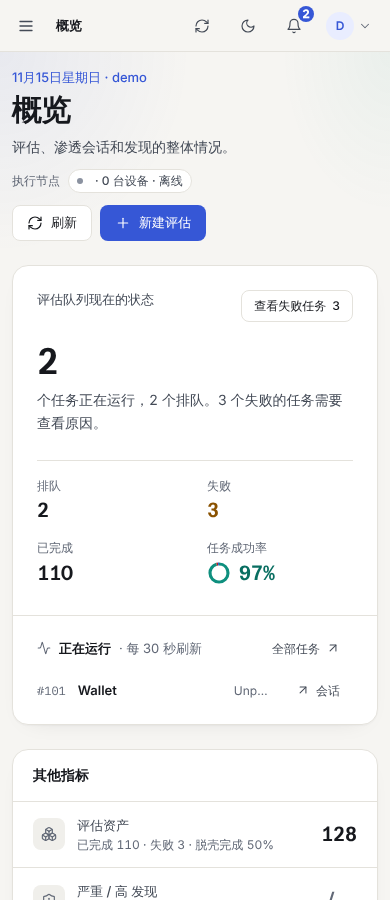 概览
2
D
11月15日星期日 · demo
概览
评估、渗透会话和发现的整体情况。
执行节点 · 0 台设备 · 离线
刷新 新建评估
评估队列现在的状态 查看失败任务 3
2
个任务正在运行，2 个排队。3 个失败的任务需要
查看原因。
排队 失败
2 3
已完成 任务成功率
110 97%
正在运行 · 每 30 秒刷新 全部任务
#101 Wallet Unp... 会话
其他指标
评估资产
已完成 110 · 失败 3 · 脱壳完成 50%
128
严重 / 高 发现
/